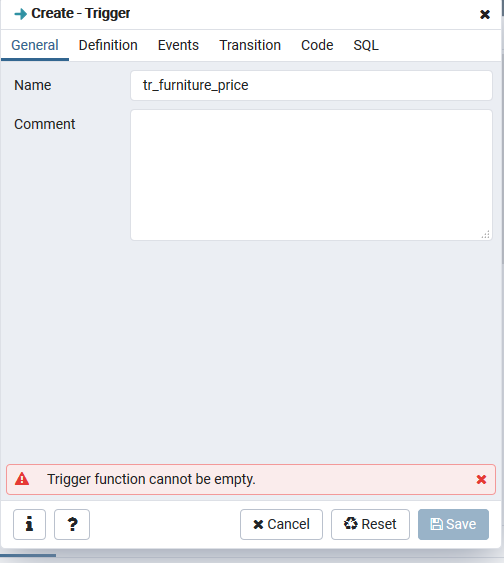 Create - Trigger
General Definition Events Transition Code SQL
Name tr_furniture_price
Comment
Trigger function cannot be empty.
i ? Cancel Reset Save